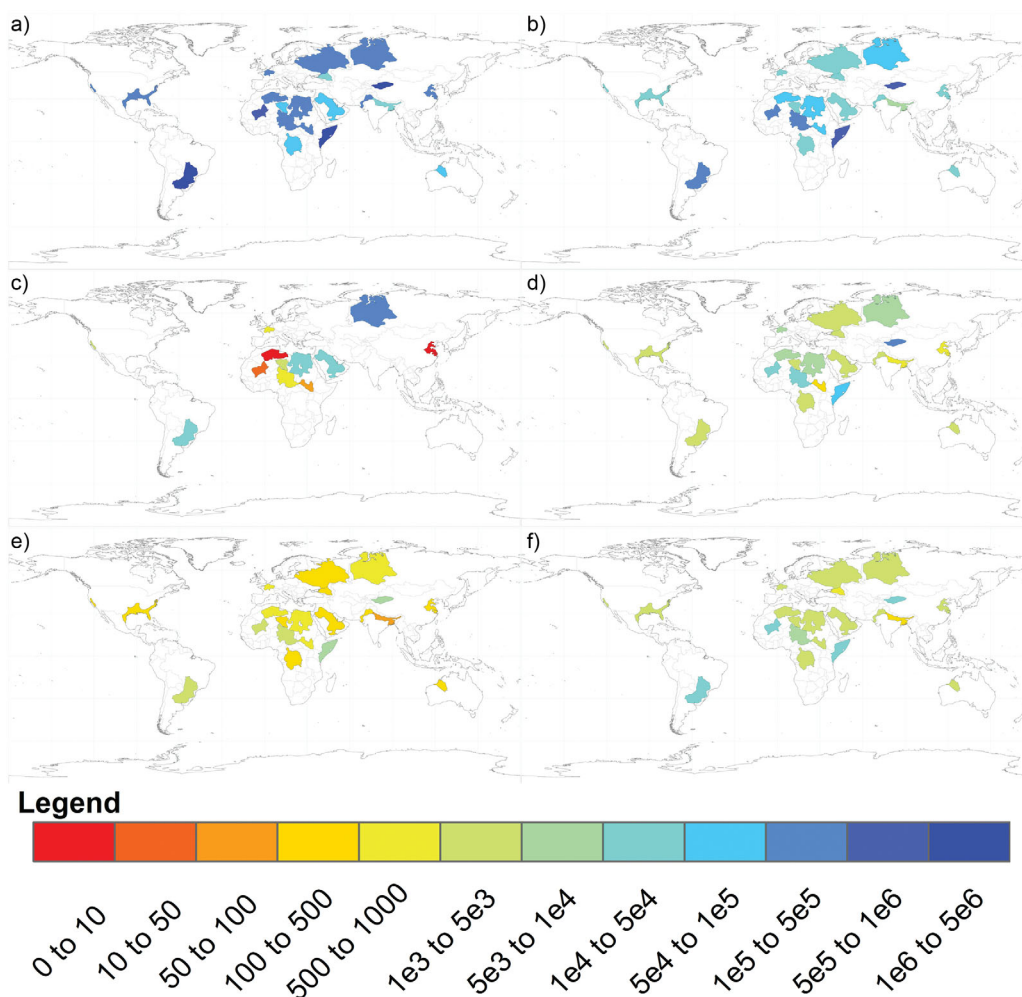 a)
b)
c)
d)
e)
f)
Legend
0 to 10
10 to 50
50 to 100
100 to 500
500 to 1000
1e3 to 5e3
5e3 to 1e4
1e4 to 5e4
5e4 to 1e5
1e5 to 5e5
5e5 to 1e6
1e6 to 5e6